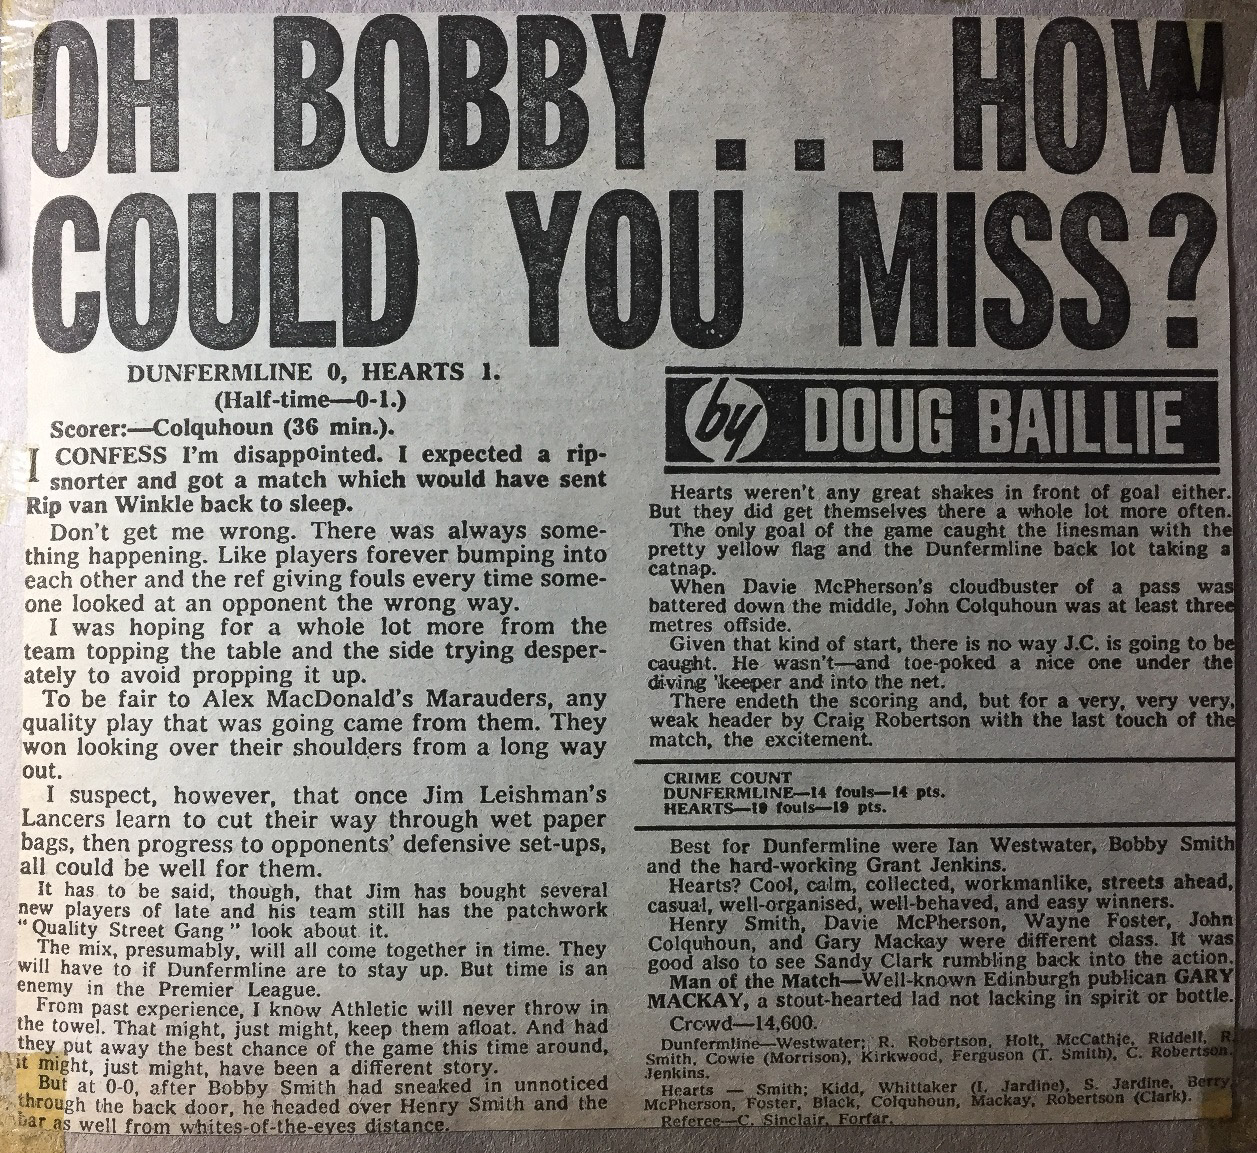 OH BOBBY . . . HOW
COULD YOU MISS?
DUNFERMLINE 0, HEARTS 1.
(Half-time—0-1.)
Scorer:—Colquhoun (36 min.).
I CONFESS I'm disappointed. I expected a rip-
snorter and got a match which would have sent
Rip van Winkle back to sleep.
Don't get me wrong. There was always some-
thing happening. Like players forever bumping into
each other and the ref giving fouls every time some-
one looked at an opponent the wrong way.
I was hoping for a whole lot more from the
team topping the table and the side trying desper-
ately to avoid propping it up.
To be fair to Alex MacDonald's Marauders, any
quality play that was going came from them. They
won looking over their shoulders from a long way
out.
I suspect, however, that once Jim Leishman's
Lancers learn to cut their way through wet paper
bags, then progress to opponents' defensive set-ups,
all could be well for them.
It has to be said, though, that Jim has bought several
new players of late and his team still has the patchwork
“Quality Street Gang” look about it.
The mix, presumably, will all come together in time. They
will have to if Dunfermline are to stay up. But time is an
enemy in the Premier League.
From past experience, I know Athletic will never throw in
the towel. That might, just might, keep them afloat. And had
they put away the best chance of the game this time around,
it might, just might, have been a different story.
But at 0-0, after Bobby Smith had sneaked in unnoticed
through the back door, he headed over Henry Smith and the
bar as well from whites-of-the-eyes distance.
by DOUG BAILLIE
Hearts weren't any great shakes in front of goal either.
But they did get themselves there a whole lot more often.
The only goal of the game caught the linesman with the
pretty yellow flag and the Dunfermline back lot taking a
catnap.
When Davie McPherson's cloudbuster of a pass was
battered down the middle, John Colquhoun was at least three
metres offside.
Given that kind of start, there is no way J.C. is going to be
caught. He wasn't—and toe-poked a nice one under the
diving 'keeper and into the net.
There endeth the scoring and, but for a very, very very,
weak header by Craig Robertson with the last touch of the
match, the excitement.
CRIME COUNT
DUNFERMLINE—14 fouls—14 pts.
HEARTS—19 fouls—19 pts.
Best for Dunfermline were Ian Westwater, Bobby Smith
and the hard-working Grant Jenkins.
Hearts? Cool, calm, collected, workmanlike, streets ahead,
casual, well-organised, well-behaved, and easy winners.
Henry Smith, Davie McPherson, Wayne Foster, John
Colquhoun, and Gary Mackay were different class. It was
good also to see Sandy Clark rumbling back into the action.
Man of the Match—Well-known Edinburgh publican GARY
MACKAY, a stout-hearted lad not lacking in spirit or bottle.
Crowd—14,600.
Dunfermline—Westwater; R. Robertson, Holt, McCathie, Riddell, R.
Smith, Cowie (Morrison), Kirkwood, Ferguson (T. Smith), C. Robertson.
Jenkins.
Hearts — Smith; Kidd, Whittaker (I. Jardine), S. Jardine, Berry,
McPherson, Foster, Black, Colquhoun, Mackay, Robertson (Clark).
Referee—C. Sinclair, Forfar.